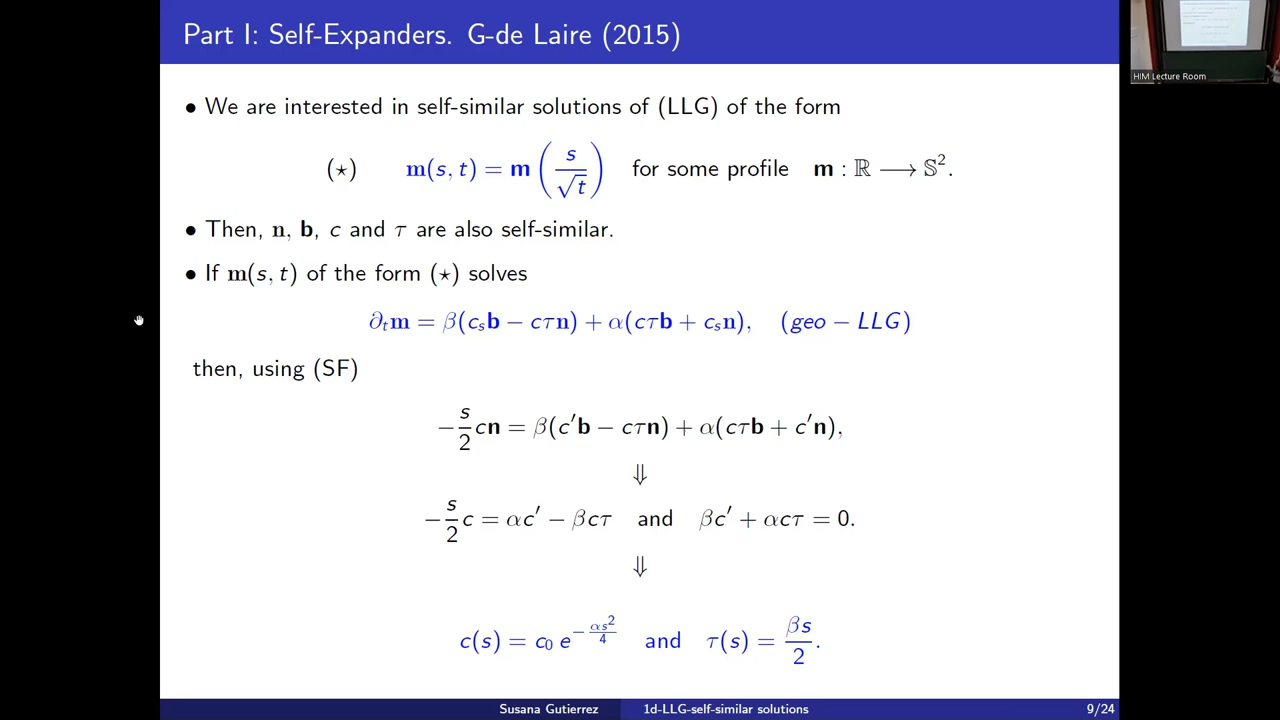 Part I: Self-Expanders. G-de Laire (2015)
HIM Lecture Room
• We are interested in self-similar solutions of (LLG) of the form
(⋆) m(s, t) = m(s/√t) for some profile m : ℝ ⟶ 𝕊².
• Then, n, b, c and τ are also self-similar.
• If m(s, t) of the form (⋆) solves
∂ₜm = β(cₛb − cτn) + α(cτb + cₛn), (geo − LLG)
then, using (SF)
−s/2 cn = β(c′b − cτn) + α(cτb + c′n),
⇓
−s/2 c = αc′ − βcτ and βc′ + αcτ = 0.
⇓
c(s) = c₀ e^{−αs²/4} and τ(s) = βs/2.
Susana Gutierrez 1d-LLG-self-similar solutions 9/24